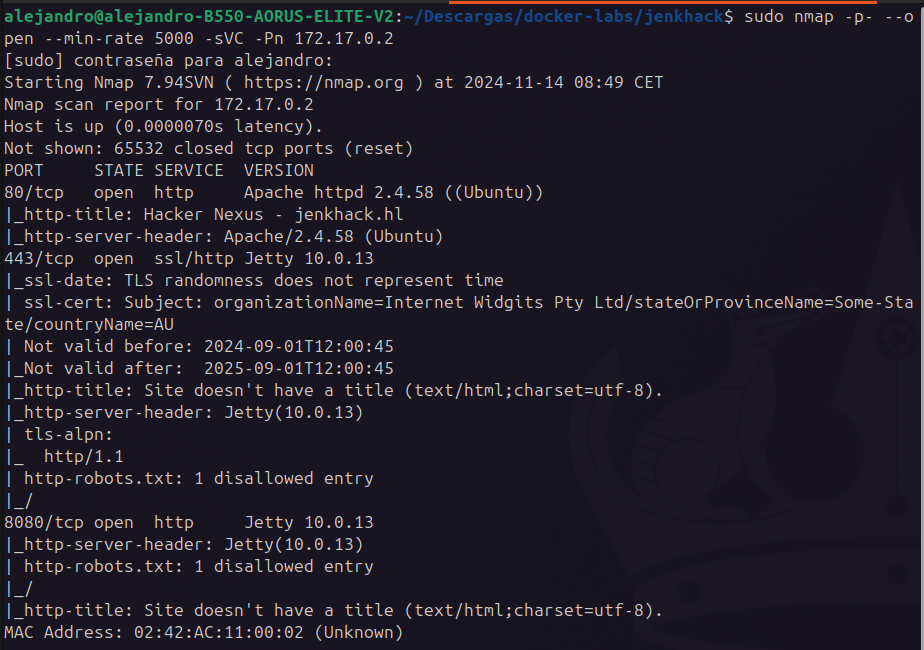 alejandro@alejandro-B550-AORUS-ELITE-V2:~/Descargas/docker-labs/jenkhack$ sudo nmap -p- --o
pen --min-rate 5000 -sVC -Pn 172.17.0.2
[sudo] contraseña para alejandro:
Starting Nmap 7.94SVN ( https://nmap.org ) at 2024-11-14 08:49 CET
Nmap scan report for 172.17.0.2
Host is up (0.0000070s latency).
Not shown: 65532 closed tcp ports (reset)
PORT     STATE SERVICE  VERSION
80/tcp   open  http     Apache httpd 2.4.58 ((Ubuntu))
|_http-title: Hacker Nexus - jenkhack.hl
|_http-server-header: Apache/2.4.58 (Ubuntu)
443/tcp  open  ssl/http Jetty 10.0.13
|_ssl-date: TLS randomness does not represent time
| ssl-cert: Subject: organizationName=Internet Widgits Pty Ltd/stateOrProvinceName=Some-Sta
te/countryName=AU
| Not valid before: 2024-09-01T12:00:45
|_Not valid after:  2025-09-01T12:00:45
|_http-title: Site doesn't have a title (text/html;charset=utf-8).
|_http-server-header: Jetty(10.0.13)
| tls-alpn:
|_  http/1.1
| http-robots.txt: 1 disallowed entry
|_/
8080/tcp open  http     Jetty 10.0.13
|_http-server-header: Jetty(10.0.13)
| http-robots.txt: 1 disallowed entry
|_/
|_http-title: Site doesn't have a title (text/html;charset=utf-8).
MAC Address: 02:42:AC:11:00:02 (Unknown)